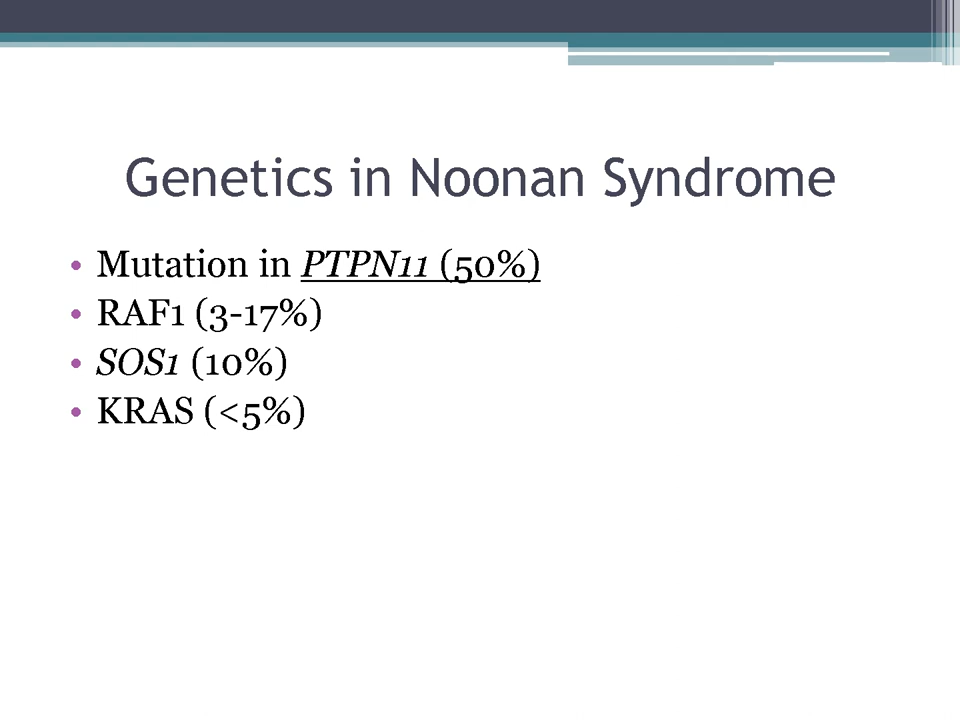 Genetics in Noonan Syndrome
• Mutation in PTPN11 (50%)
• RAF1 (3-17%)
• SOS1 (10%)
• KRAS (<5%)